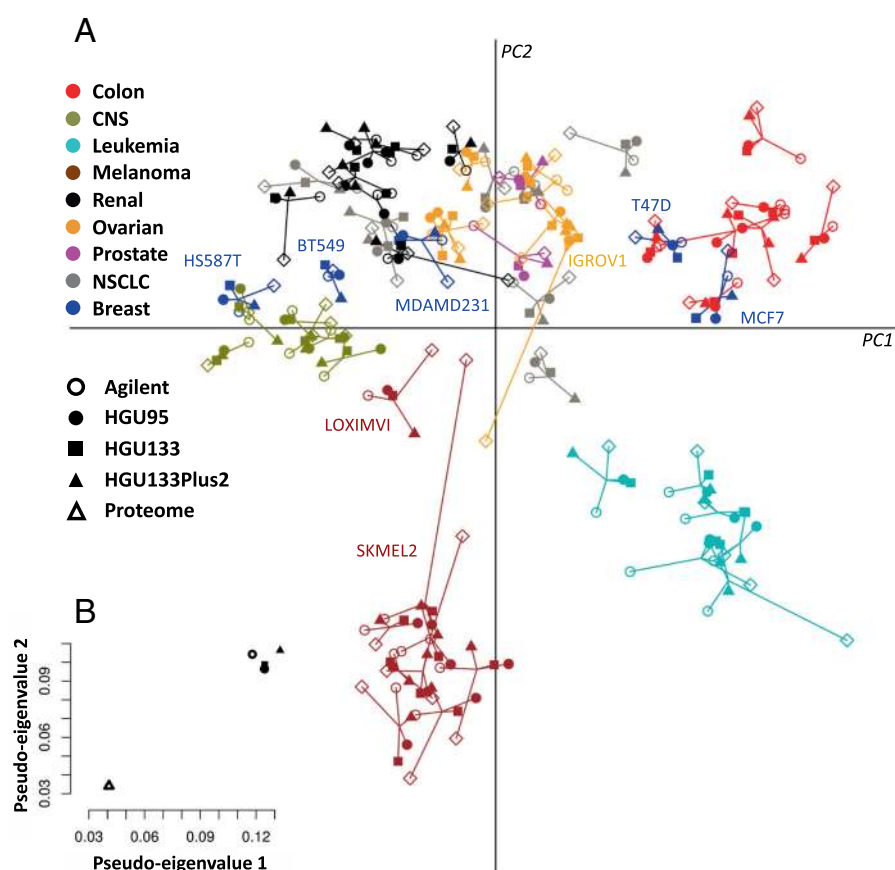 A
PC2
Colon
CNS
Leukemia
Melanoma
Renal
Ovarian
Prostate
NSCLC
Breast
T47D
HS587T
BT549
IGROV1
MDAMD231
MCF7
PC1
Agilent
HGU95
HGU133
HGU133Plus2
Proteome
LOXIMVI
SKMEL2
B
Pseudo-eigenvalue 2
0.09
0.06
0.03
0.03 0.06 0.09 0.12
Pseudo-eigenvalue 1